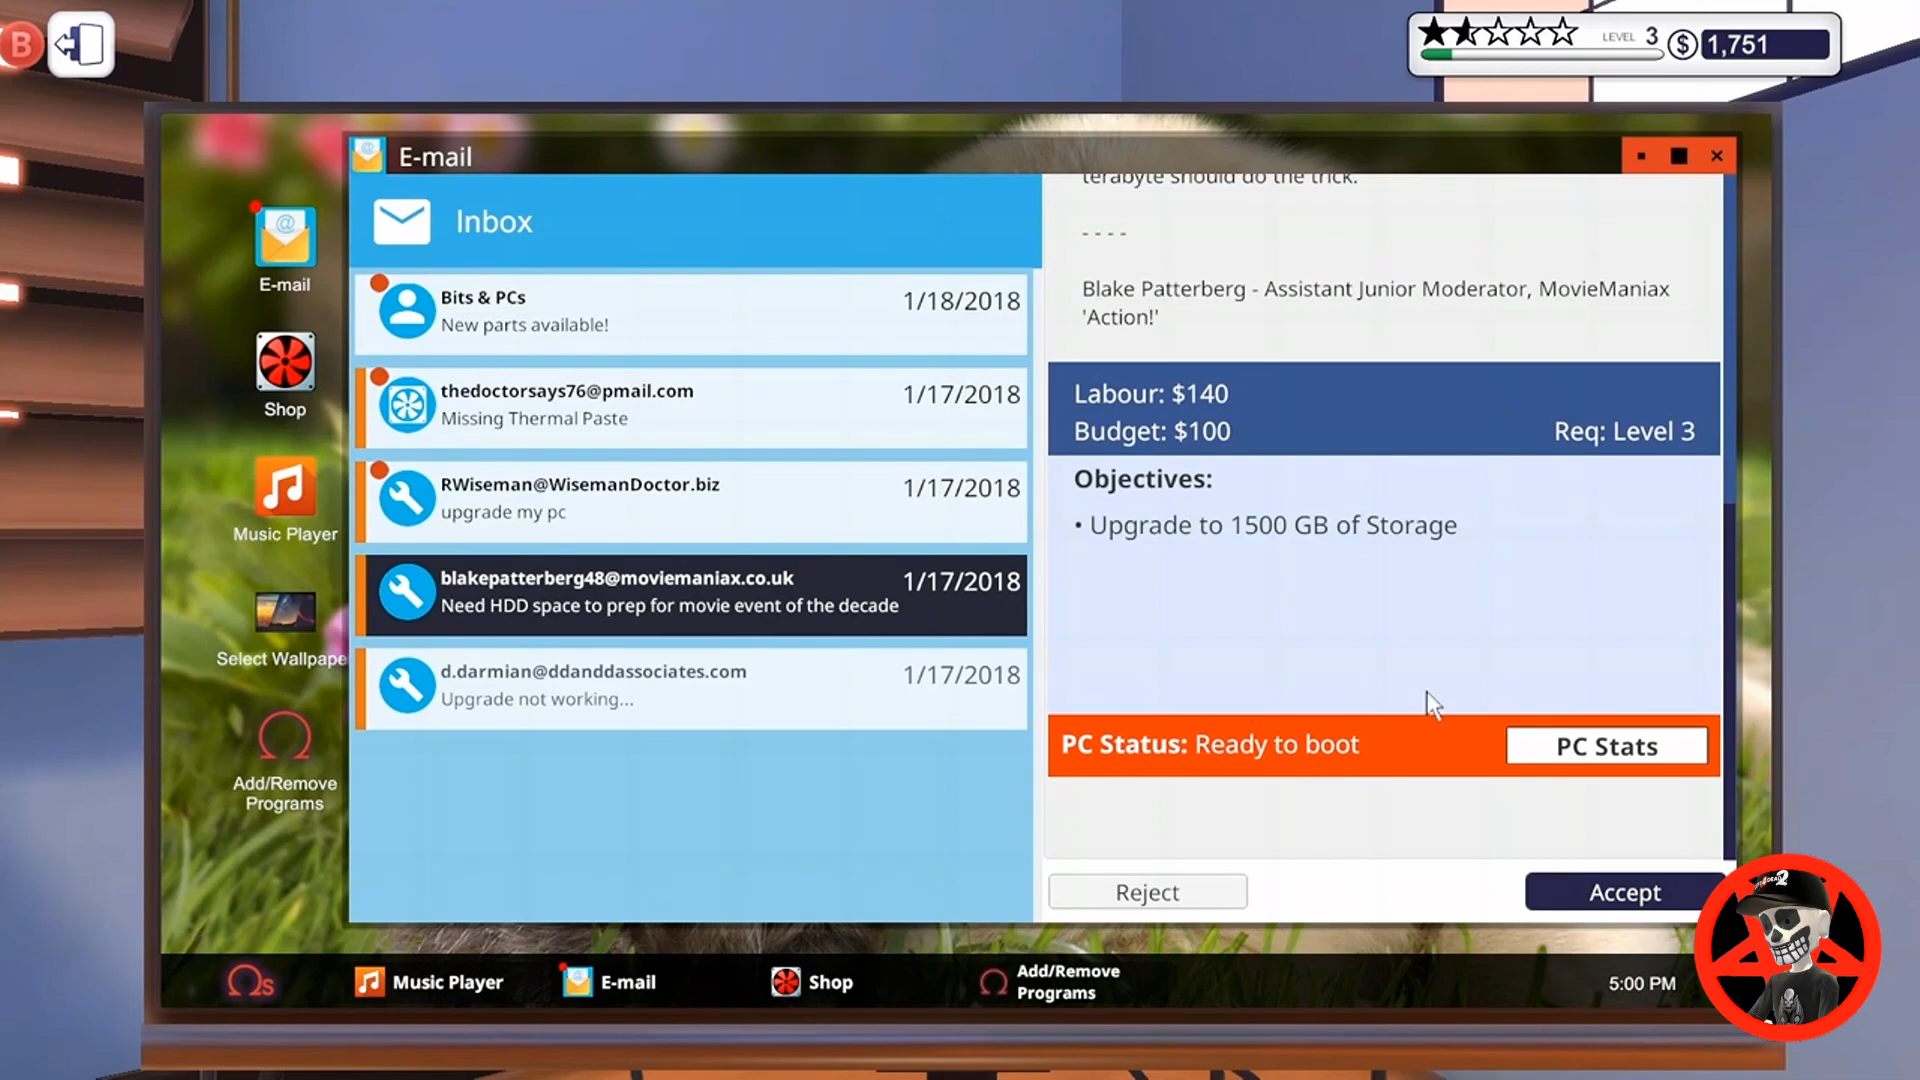 B
LEVEL 3
$ 1,751
E-mail
Inbox
Bits & PCs
1/18/2018
New parts available!
thedoctorsays76@pmail.com
1/17/2018
Missing Thermal Paste
RWiseman@WisemanDoctor.biz
1/17/2018
upgrade my pc
blakepatterberg48@moviemaniax.co.uk
1/17/2018
Need HDD space to prep for movie event of the decade
d.darmian@ddanddassociates.com
1/17/2018
Upgrade not working...
terabyte should do the trick.
- - - -
Blake Patterberg - Assistant Junior Moderator, MovieManiax
'Action!'
Labour: $140
Budget: $100
Req: Level 3
Objectives:
• Upgrade to 1500 GB of Storage
PC Status: Ready to boot
PC Stats
Reject
Accept
E-mail
Shop
Music Player
Select Wallpape
Add/Remove
Programs
Ωs
Music Player
E-mail
Shop
Add/Remove
Programs
5:00 PM